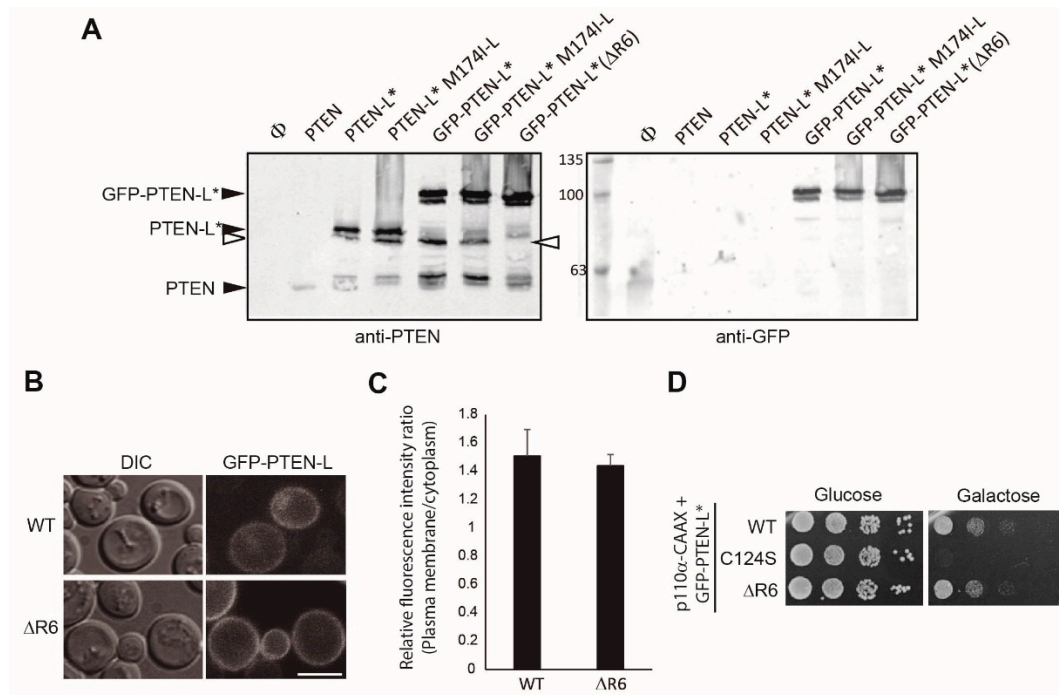 A
Φ
PTEN
PTEN-L*
PTEN-L* M174I-L
GFP-PTEN-L*
GFP-PTEN-L* M174I-L
GFP-PTEN-L*(ΔR6)
Φ
PTEN
PTEN-L*
PTEN-L* M174I-L
GFP-PTEN-L*
GFP-PTEN-L* M174I-L
GFP-PTEN-L*(ΔR6)
GFP-PTEN-L*
PTEN-L*
PTEN
135
100
63
anti-PTEN
anti-GFP
B
DIC
GFP-PTEN-L
WT
ΔR6
C
Relative fluorescence intensity ratio
(Plasma membrane/cytoplasm)
1.8
1.6
1.4
1.2
1
0.8
0.6
0.4
0.2
0
WT
ΔR6
D
Glucose
Galactose
p110α-CAAX +
GFP-PTEN-L*
WT
C124S
ΔR6